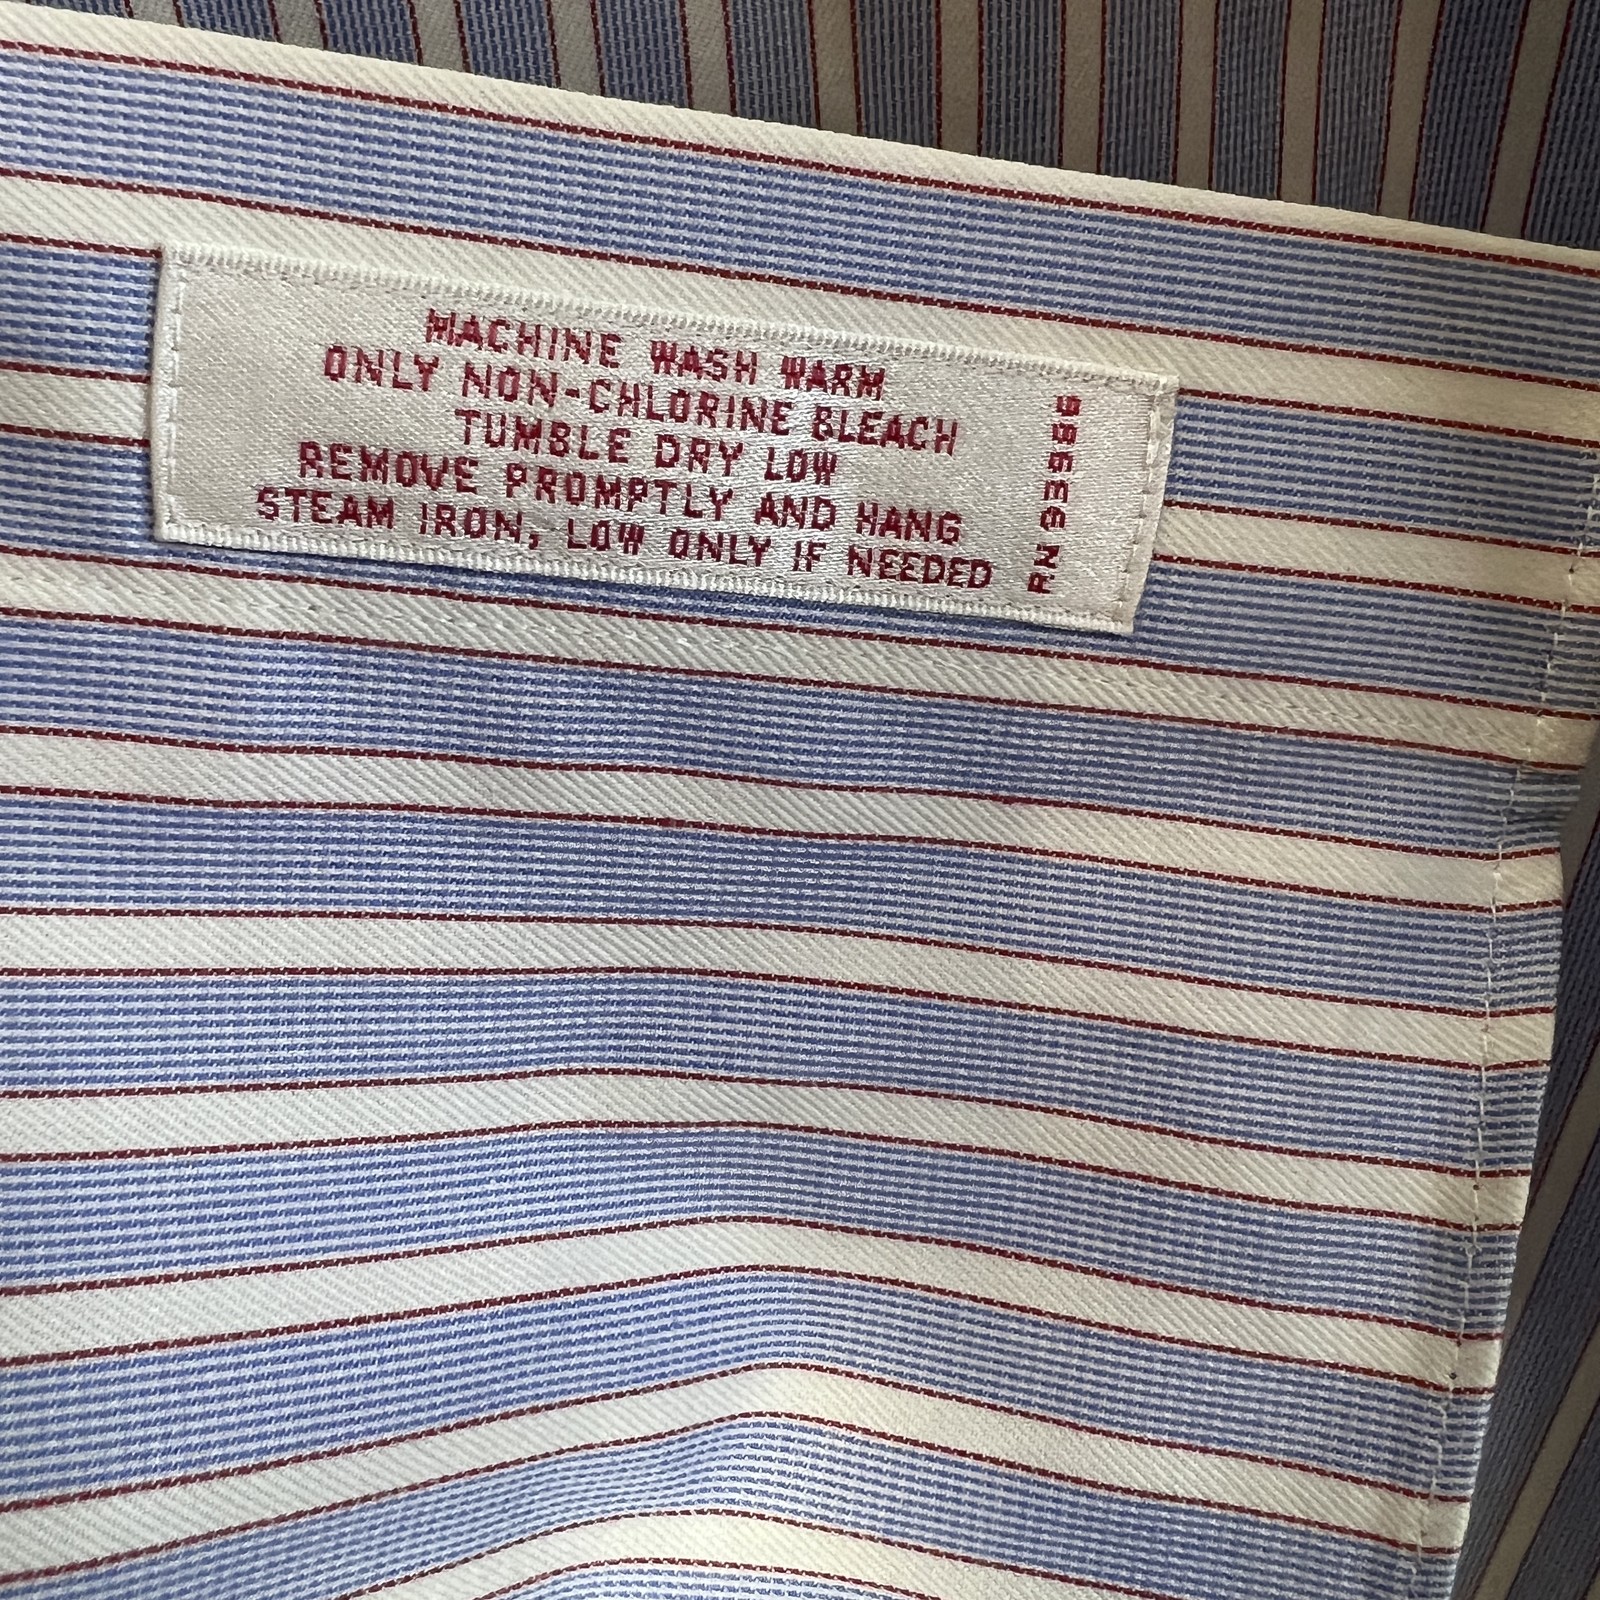 MACHINE WASH WARM
ONLY NON-CHLORINE BLEACH
TUMBLE DRY LOW
REMOVE PROMPTLY AND HANG
STEAM IRON, LOW ONLY IF NEEDED
RN